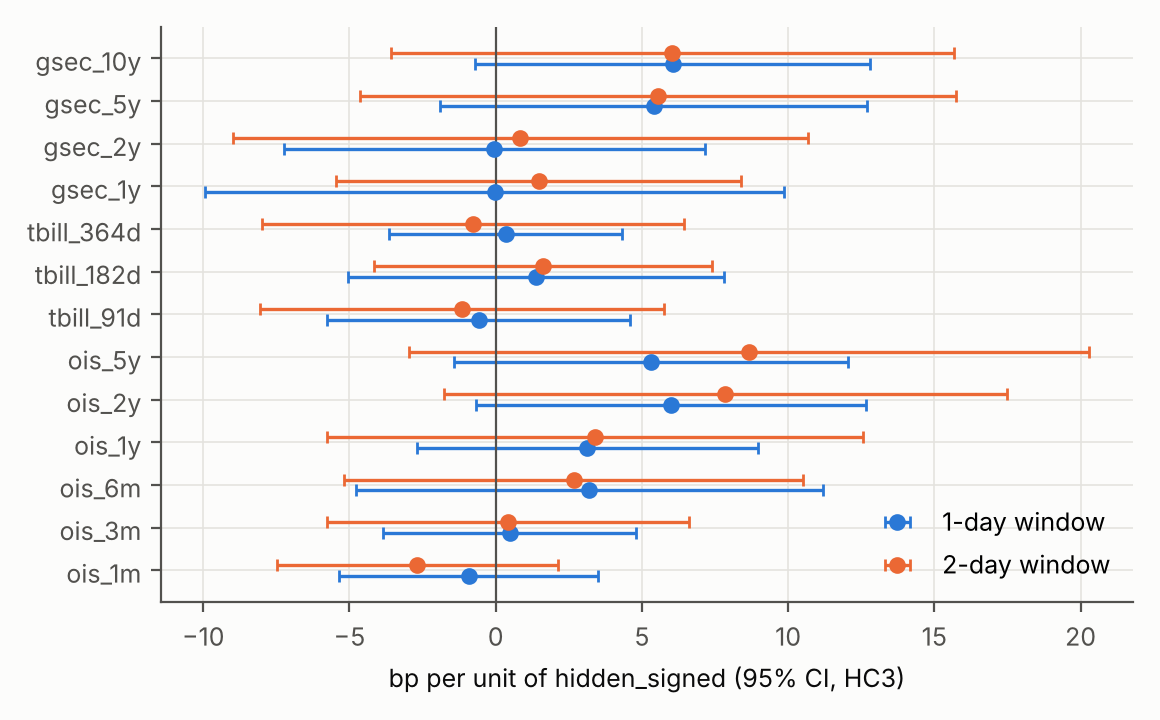 gsec_10y
gsec_5y
gsec_2y
gsec_1y
tbill_364d
tbill_182d
tbill_91d
ois_5y
ois_2y
ois_1y
ois_6m
ois_3m
ois_1m
1-day window
2-day window
−10 −5 0 5 10 15 20
bp per unit of hidden_signed (95% CI, HC3)